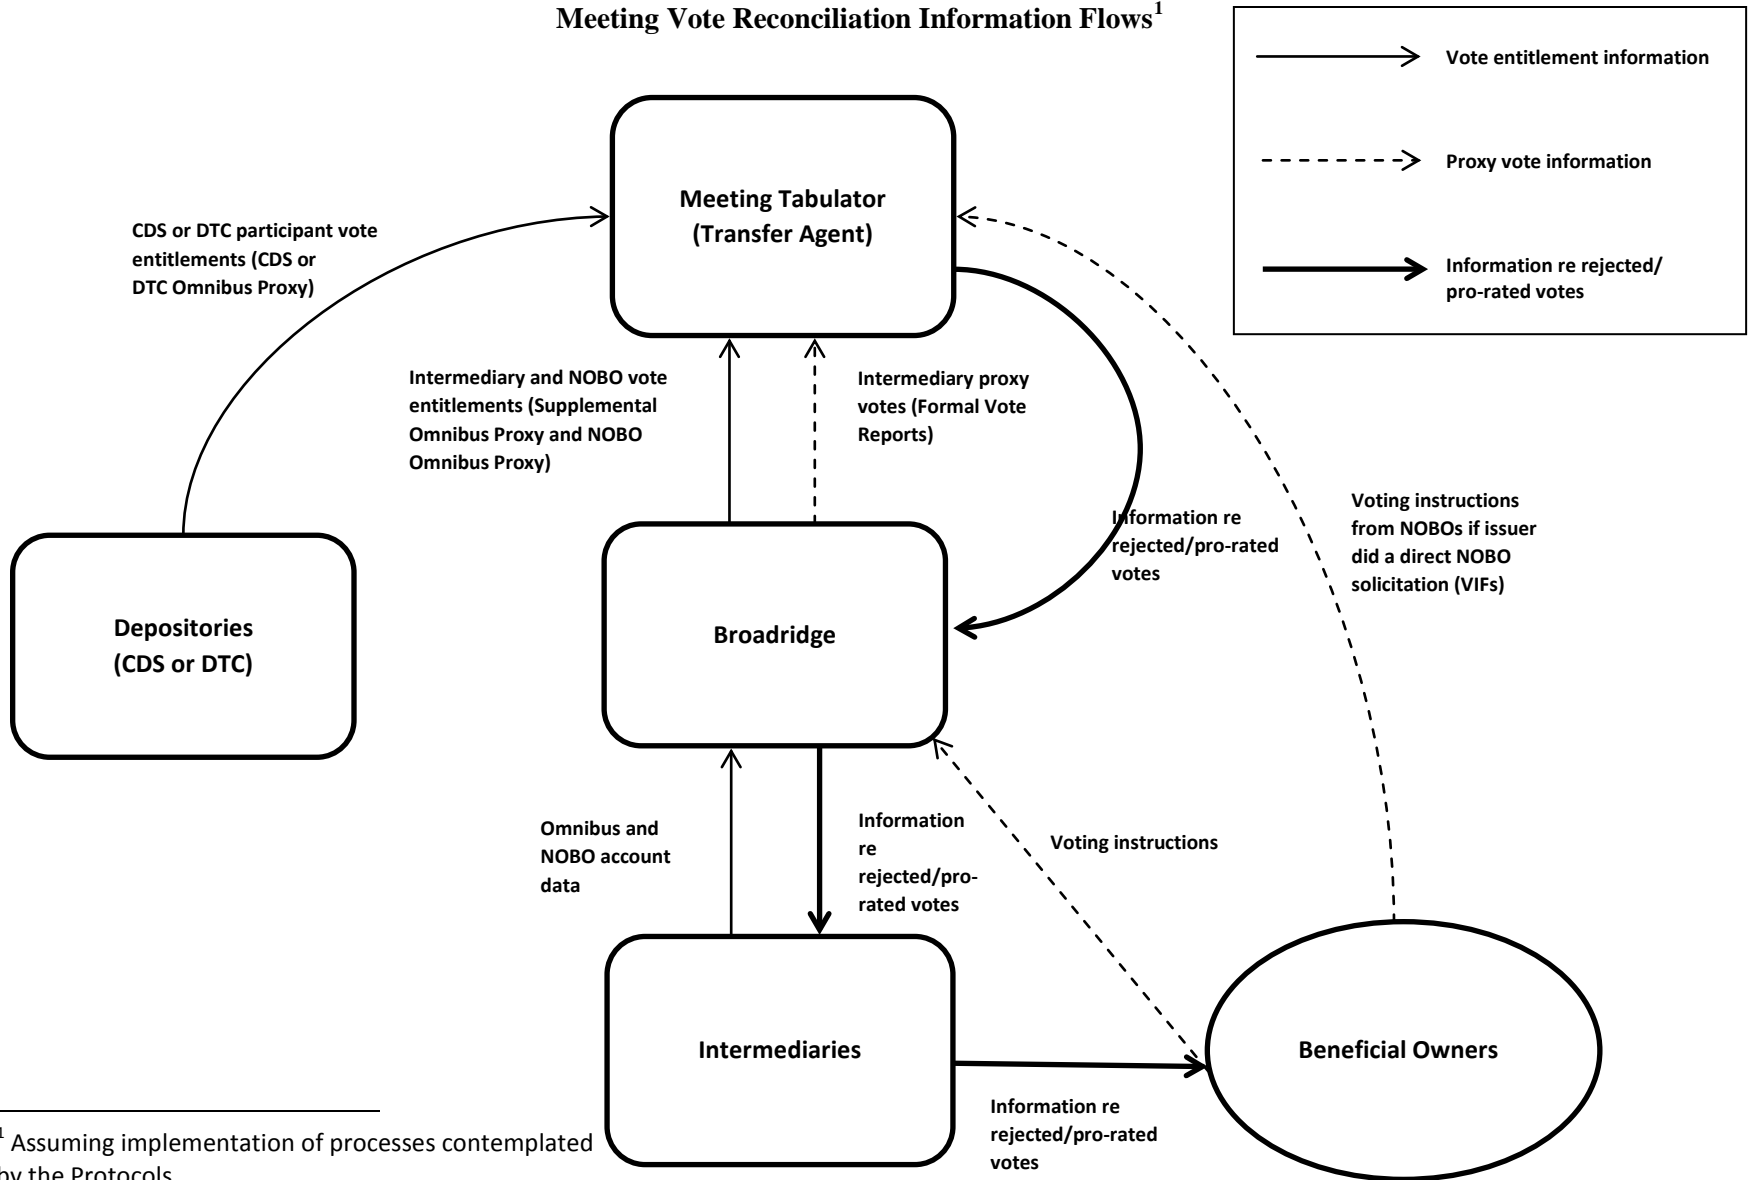 Meeting Vote Reconciliation Information Flows1
Vote entitlement information
Proxy vote information
Information re rejected/
pro-rated votes
Meeting Tabulator
(Transfer Agent)
CDS or DTC participant vote
entitlements (CDS or
DTC Omnibus Proxy)
Intermediary and NOBO vote
entitlements (Supplemental
Omnibus Proxy and NOBO
Omnibus Proxy)
Intermediary proxy
votes (Formal Vote
Reports)
Information re
rejected/pro-rated
votes
Voting instructions
from NOBOs if issuer
did a direct NOBO
solicitation (VIFs)
Depositories
(CDS or DTC)
Broadridge
Omnibus and
NOBO account
data
Information
re
rejected/pro-
rated votes
Voting instructions
Intermediaries
Beneficial Owners
Information re
rejected/pro-rated
votes
1 Assuming implementation of processes contemplated
by the Protocols